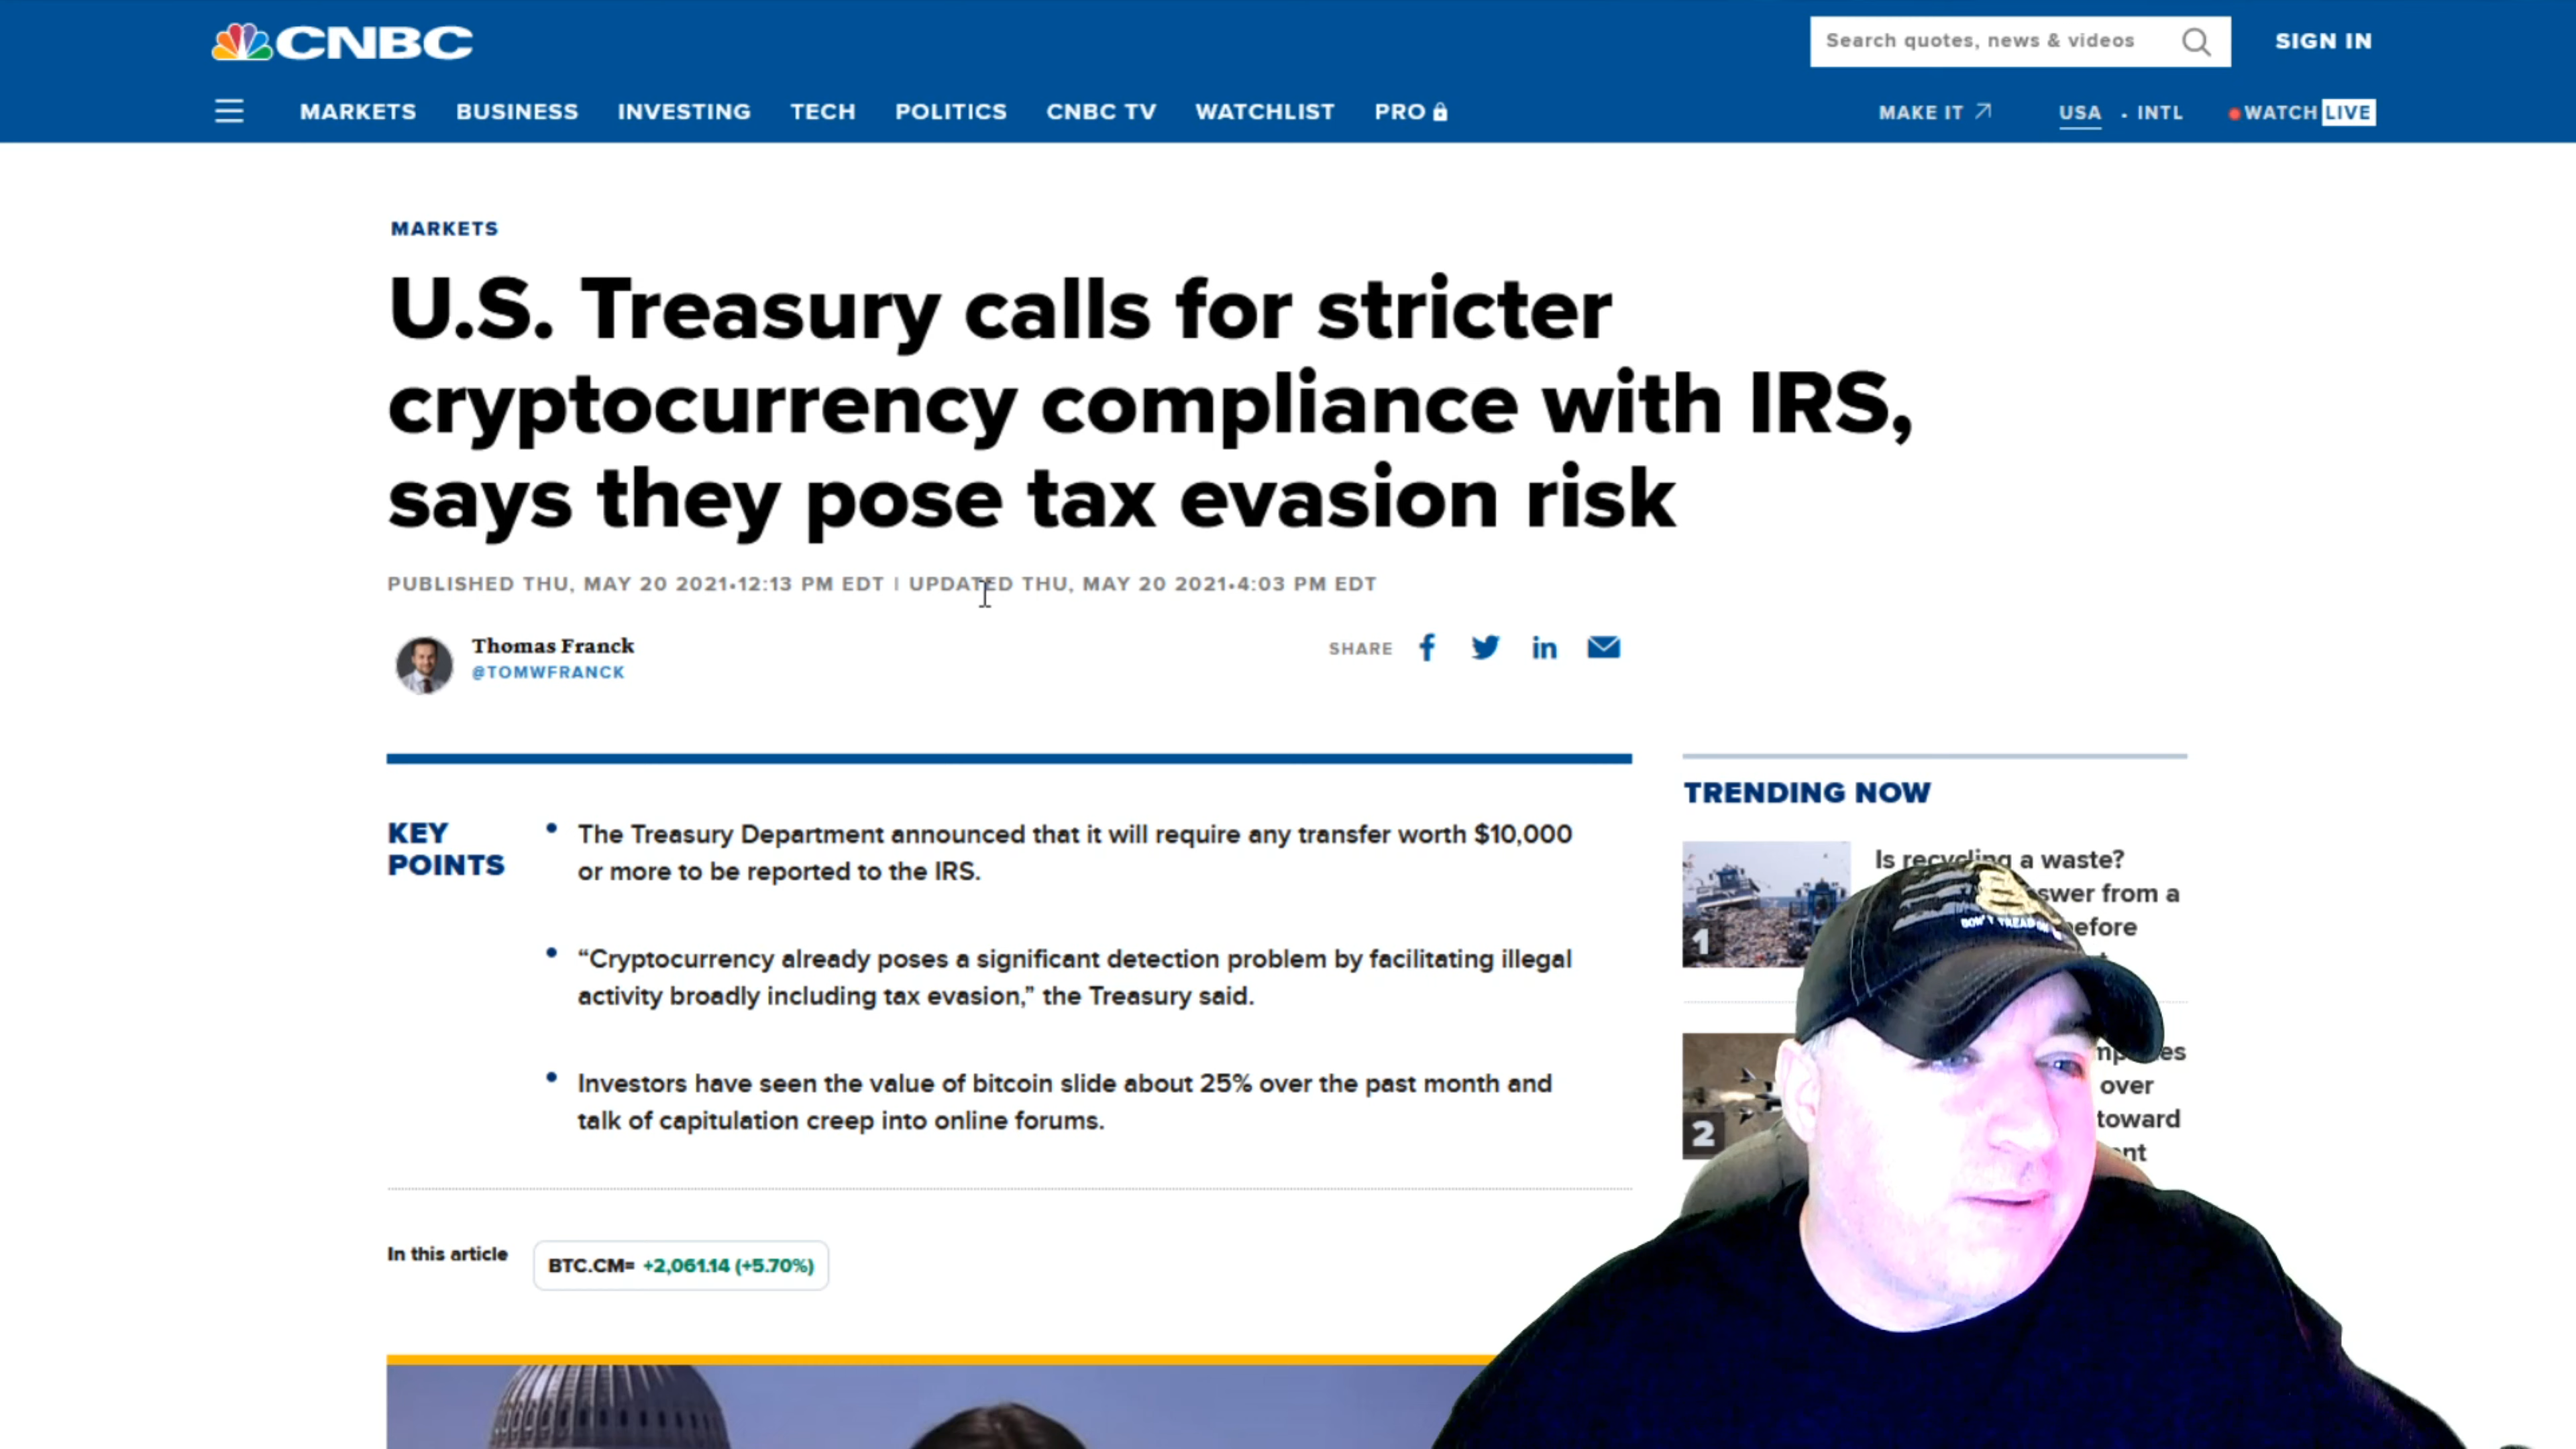 CNBC
Search quotes, news & videos
SIGN IN
MARKETS BUSINESS INVESTING TECH POLITICS CNBC TV WATCHLIST PRO
MAKE IT USA · INTL WATCH LIVE
MARKETS
U.S. Treasury calls for stricter
cryptocurrency compliance with IRS,
says they pose tax evasion risk
PUBLISHED THU, MAY 20 2021•12:13 PM EDT | UPDATED THU, MAY 20 2021•4:03 PM EDT
Thomas Franck
@TOMWFRANCK
SHARE
KEY
POINTS
• The Treasury Department announced that it will require any transfer worth $10,000
or more to be reported to the IRS.
• “Cryptocurrency already poses a significant detection problem by facilitating illegal
activity broadly including tax evasion,” the Treasury said.
• Investors have seen the value of bitcoin slide about 25% over the past month and
talk of capitulation creep into online forums.
In this article
BTC.CM= +2,061.14 (+5.70%)
TRENDING NOW
1
Is recycling a waste?
from a
2
over
toward
DON'T TREAD